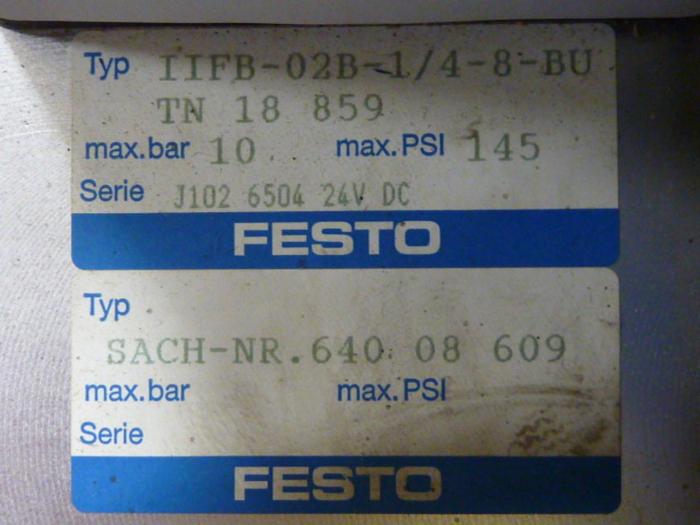 Typ IIFB-02B-1/4-8-BU
TN 18 859
max.bar 10 max.PSI 145
Serie J102 6504 24V DC
FESTO
Typ
SACH-NR.640 08 609
max.bar max.PSI
Serie
FESTO